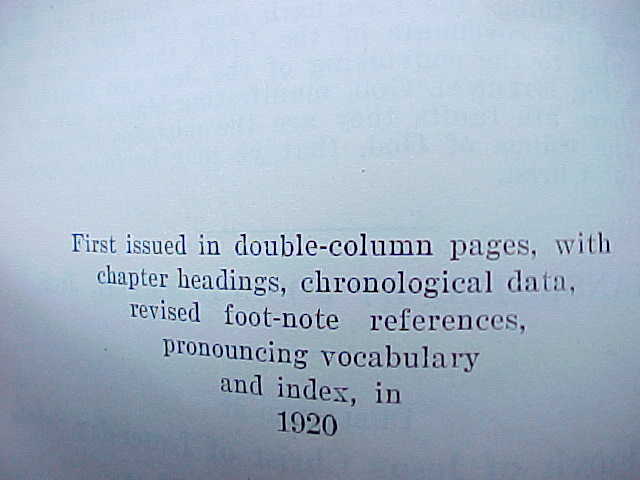 First issued in double-column pages, with
chapter headings, chronological data,
revised foot-note references,
pronouncing vocabulary
and index, in
1920